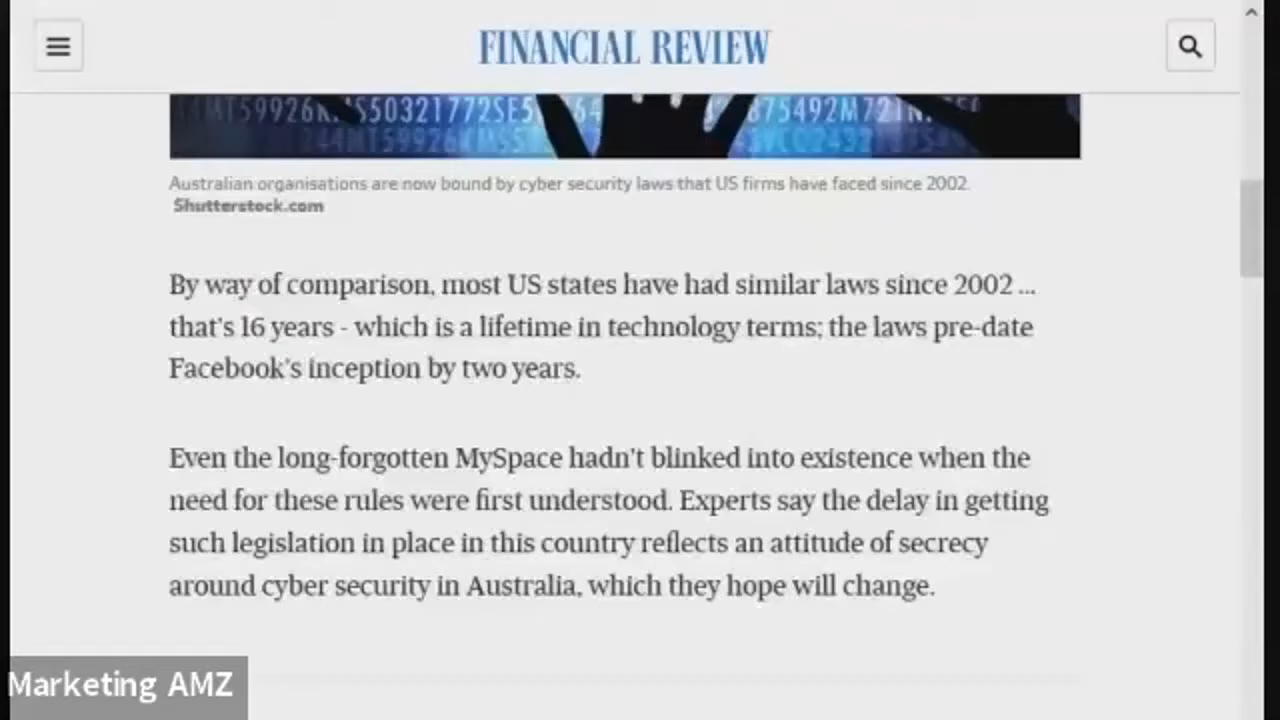 FINANCIAL REVIEW
Australian organisations are now bound by cyber security laws that US firms have faced since 2002.
Shutterstock.com
By way of comparison, most US states have had similar laws since 2002 ...
that's 16 years - which is a lifetime in technology terms; the laws pre-date
Facebook's inception by two years.
Even the long-forgotten MySpace hadn't blinked into existence when the
need for these rules were first understood. Experts say the delay in getting
such legislation in place in this country reflects an attitude of secrecy
around cyber security in Australia, which they hope will change.
Marketing AMZ